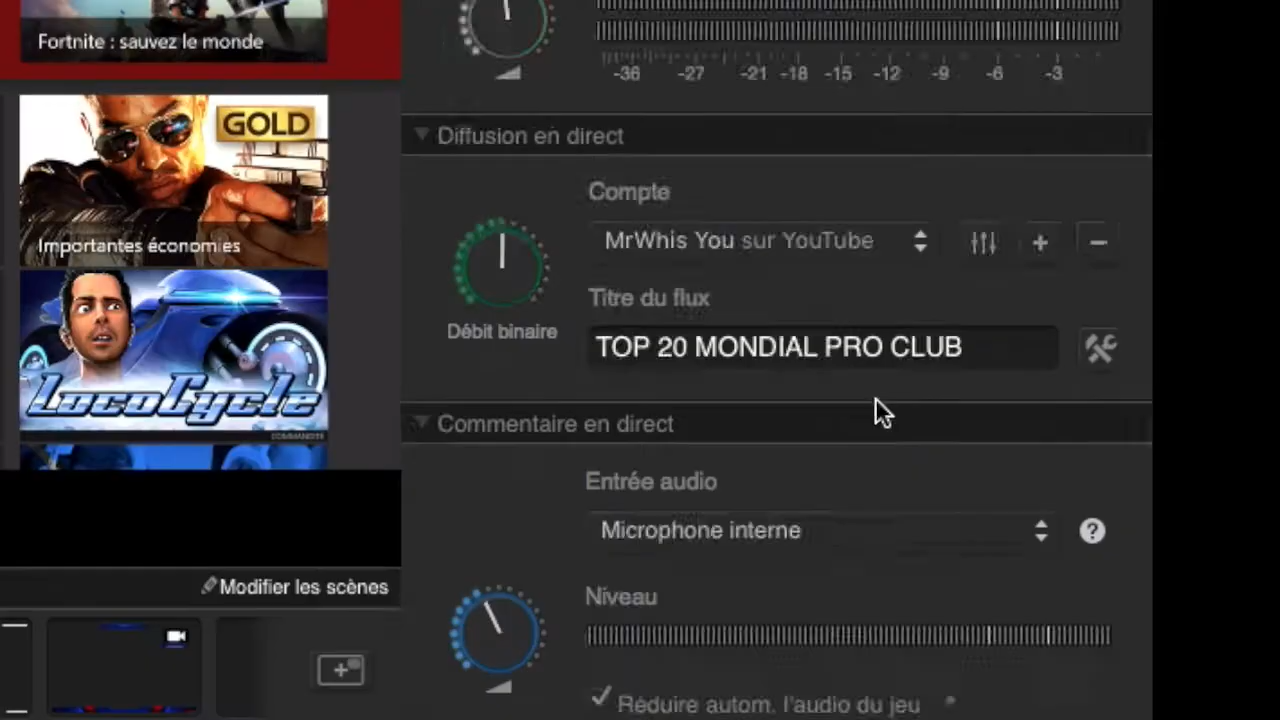 Fortnite : sauvez le monde
GOLD
Importantes économies
LocoCycle
-36 -27 -21 -18 -15 -12 -9 -6 -3
Diffusion en direct
Compte
MrWhis You sur YouTube
Titre du flux
Débit binaire
TOP 20 MONDIAL PRO CLUB
Commentaire en direct
Entrée audio
Microphone interne
?
Niveau
Réduire autom. l'audio du jeu
Modifier les scènes